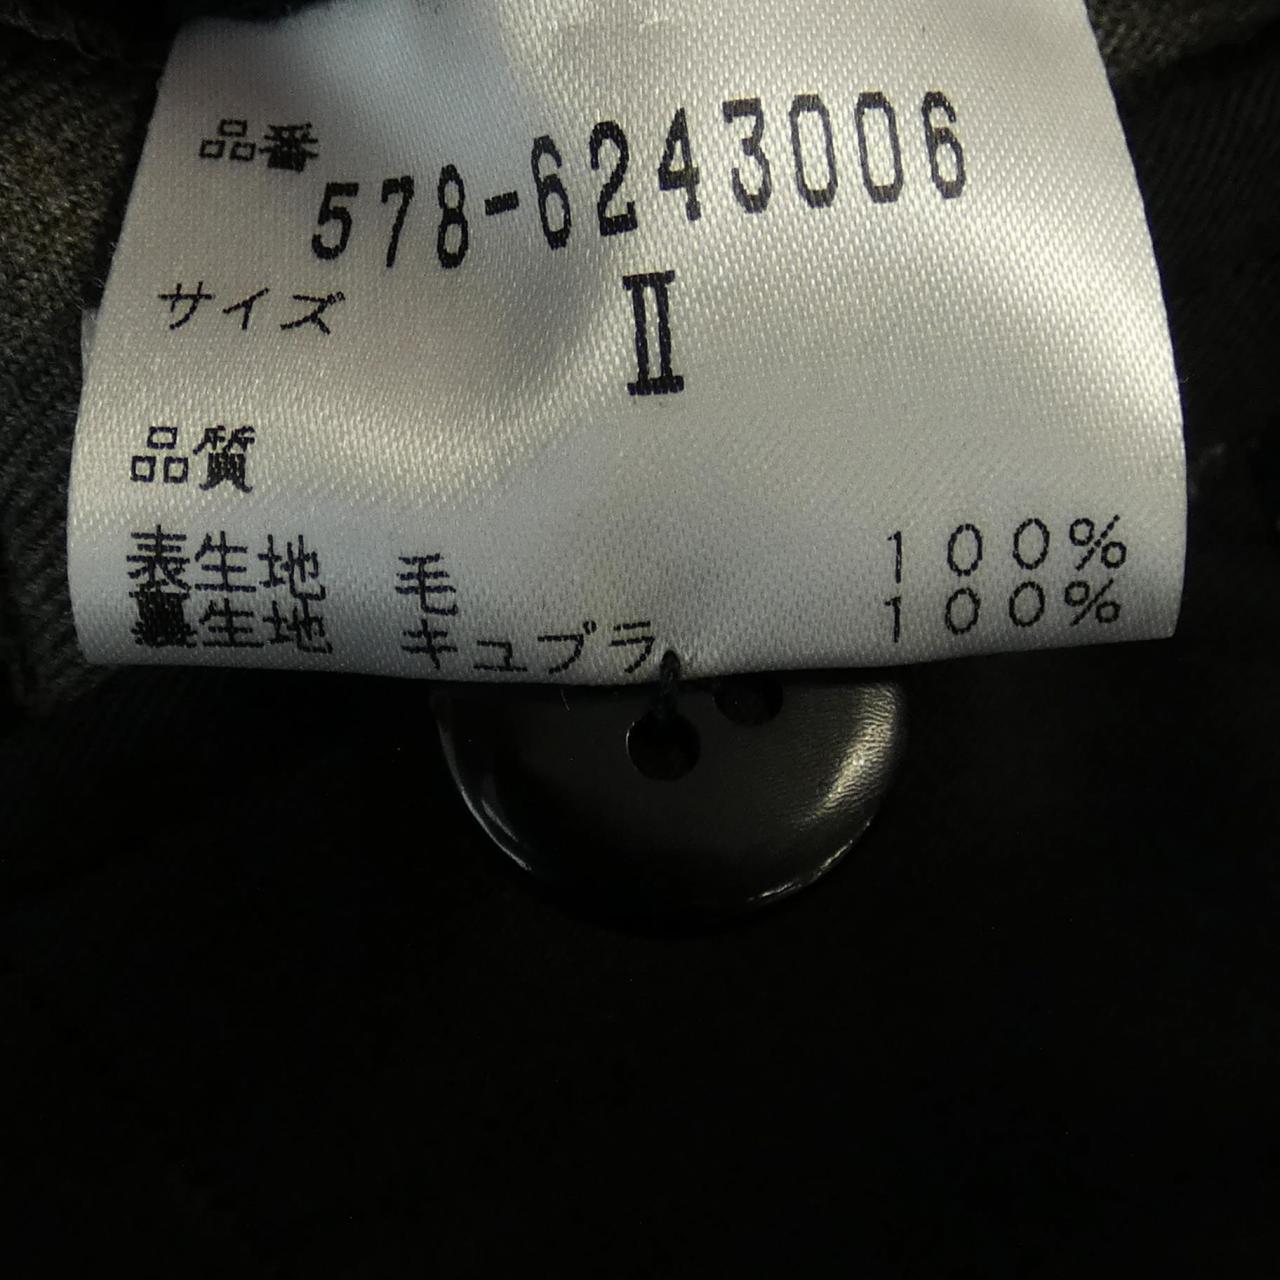 品番
578-6243006
サイズ II
品質
表生地 毛 100%
裏生地 キュプラ 100%